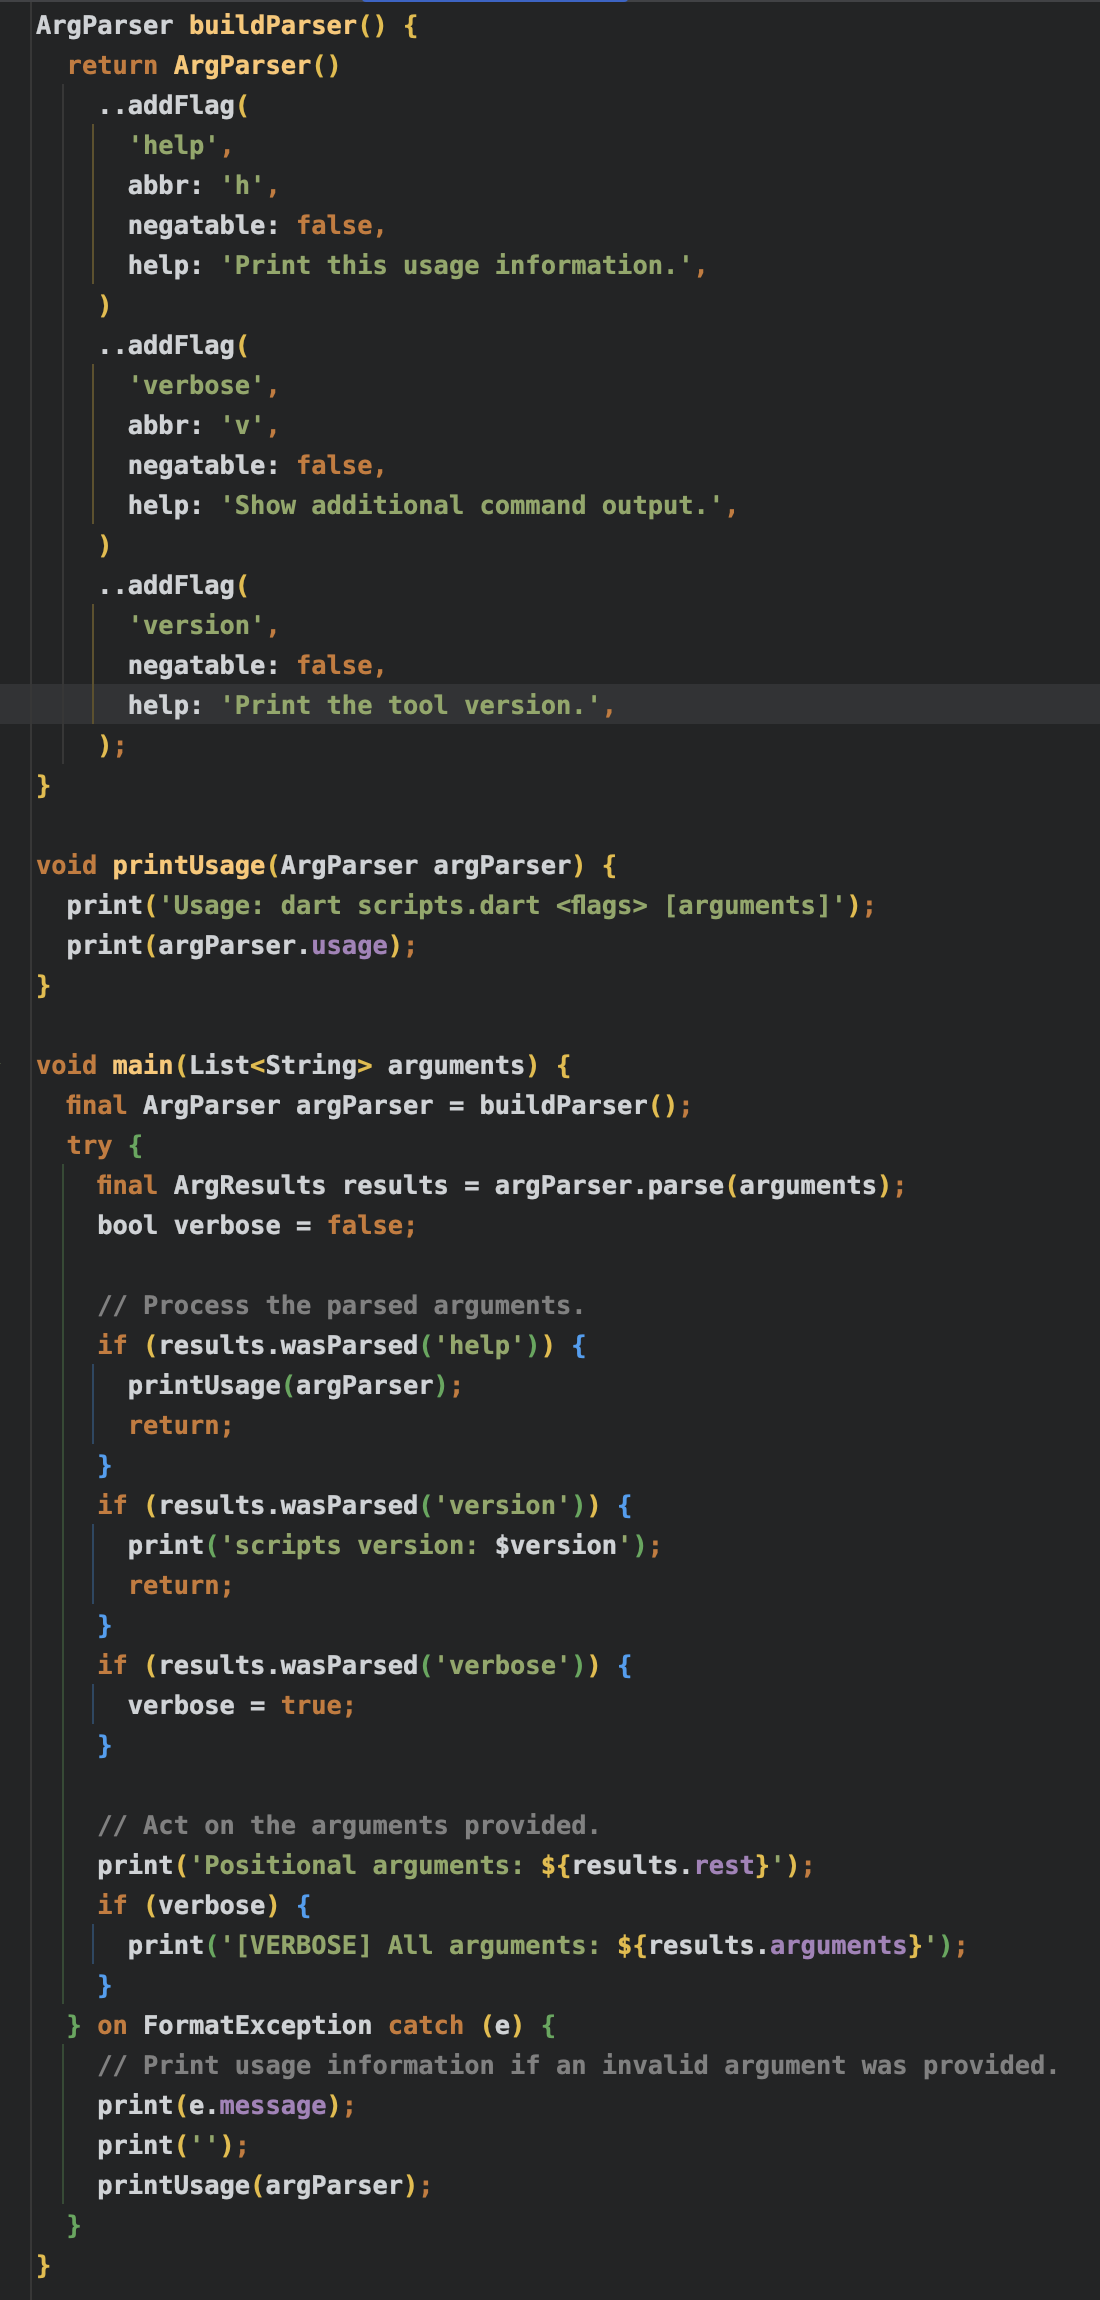 ArgParser buildParser() {
  return ArgParser()
    ..addFlag(
      'help',
      abbr: 'h',
      negatable: false,
      help: 'Print this usage information.',
    )
    ..addFlag(
      'verbose',
      abbr: 'v',
      negatable: false,
      help: 'Show additional command output.',
    )
    ..addFlag(
      'version',
      negatable: false,
      help: 'Print the tool version.',
    );
}

void printUsage(ArgParser argParser) {
  print('Usage: dart scripts.dart <flags> [arguments]');
  print(argParser.usage);
}

void main(List<String> arguments) {
  final ArgParser argParser = buildParser();
  try {
    final ArgResults results = argParser.parse(arguments);
    bool verbose = false;

    // Process the parsed arguments.
    if (results.wasParsed('help')) {
      printUsage(argParser);
      return;
    }
    if (results.wasParsed('version')) {
      print('scripts version: $version');
      return;
    }
    if (results.wasParsed('verbose')) {
      verbose = true;
    }

    // Act on the arguments provided.
    print('Positional arguments: ${results.rest}');
    if (verbose) {
      print('[VERBOSE] All arguments: ${results.arguments}');
    }
  } on FormatException catch (e) {
    // Print usage information if an invalid argument was provided.
    print(e.message);
    print('');
    printUsage(argParser);
  }
}